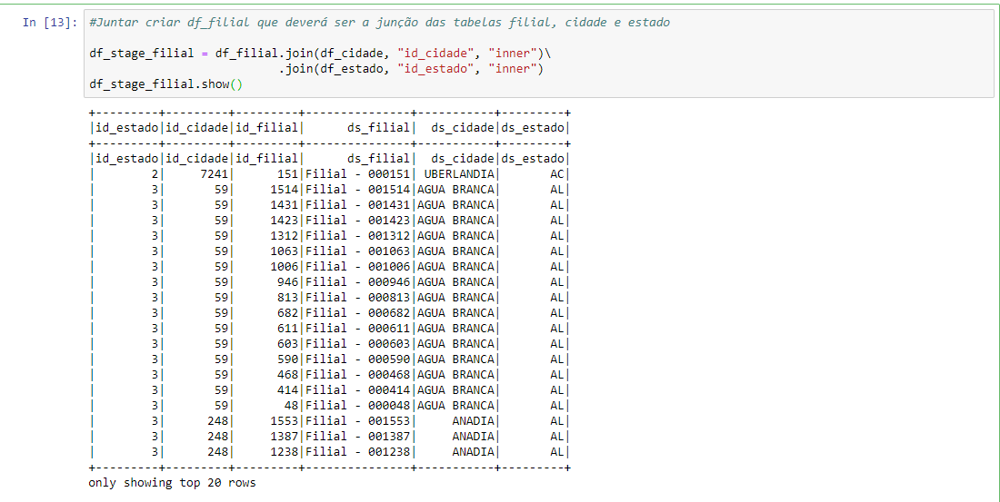 In [13]: #Juntar criar df_filial que deverá ser a junção das tabelas filial, cidade e estado
df_stage_filial = df_filial.join(df_cidade, "id_cidade", "inner")\
.join(df_estado, "id_estado", "inner")
df_stage_filial.show()
+---------+---------+---------+---------------+-----------+---------+
|id_estado|id_cidade|id_filial|      ds_filial|  ds_cidade|ds_estado|
+---------+---------+---------+---------------+-----------+---------+
|id_estado|id_cidade|id_filial|      ds_filial|  ds_cidade|ds_estado|
|        2|     7241|      151|Filial - 000151| UBERLANDIA|       AC|
|        3|       59|     1514|Filial - 001514|AGUA BRANCA|       AL|
|        3|       59|     1431|Filial - 001431|AGUA BRANCA|       AL|
|        3|       59|     1423|Filial - 001423|AGUA BRANCA|       AL|
|        3|       59|     1312|Filial - 001312|AGUA BRANCA|       AL|
|        3|       59|     1063|Filial - 001063|AGUA BRANCA|       AL|
|        3|       59|     1006|Filial - 001006|AGUA BRANCA|       AL|
|        3|       59|      946|Filial - 000946|AGUA BRANCA|       AL|
|        3|       59|      813|Filial - 000813|AGUA BRANCA|       AL|
|        3|       59|      682|Filial - 000682|AGUA BRANCA|       AL|
|        3|       59|      611|Filial - 000611|AGUA BRANCA|       AL|
|        3|       59|      603|Filial - 000603|AGUA BRANCA|       AL|
|        3|       59|      590|Filial - 000590|AGUA BRANCA|       AL|
|        3|       59|      468|Filial - 000468|AGUA BRANCA|       AL|
|        3|       59|      414|Filial - 000414|AGUA BRANCA|       AL|
|        3|       59|       48|Filial - 000048|AGUA BRANCA|       AL|
|        3|      248|     1553|Filial - 001553|     ANADIA|       AL|
|        3|      248|     1387|Filial - 001387|     ANADIA|       AL|
|        3|      248|     1238|Filial - 001238|     ANADIA|       AL|
+---------+---------+---------+---------------+-----------+---------+
only showing top 20 rows